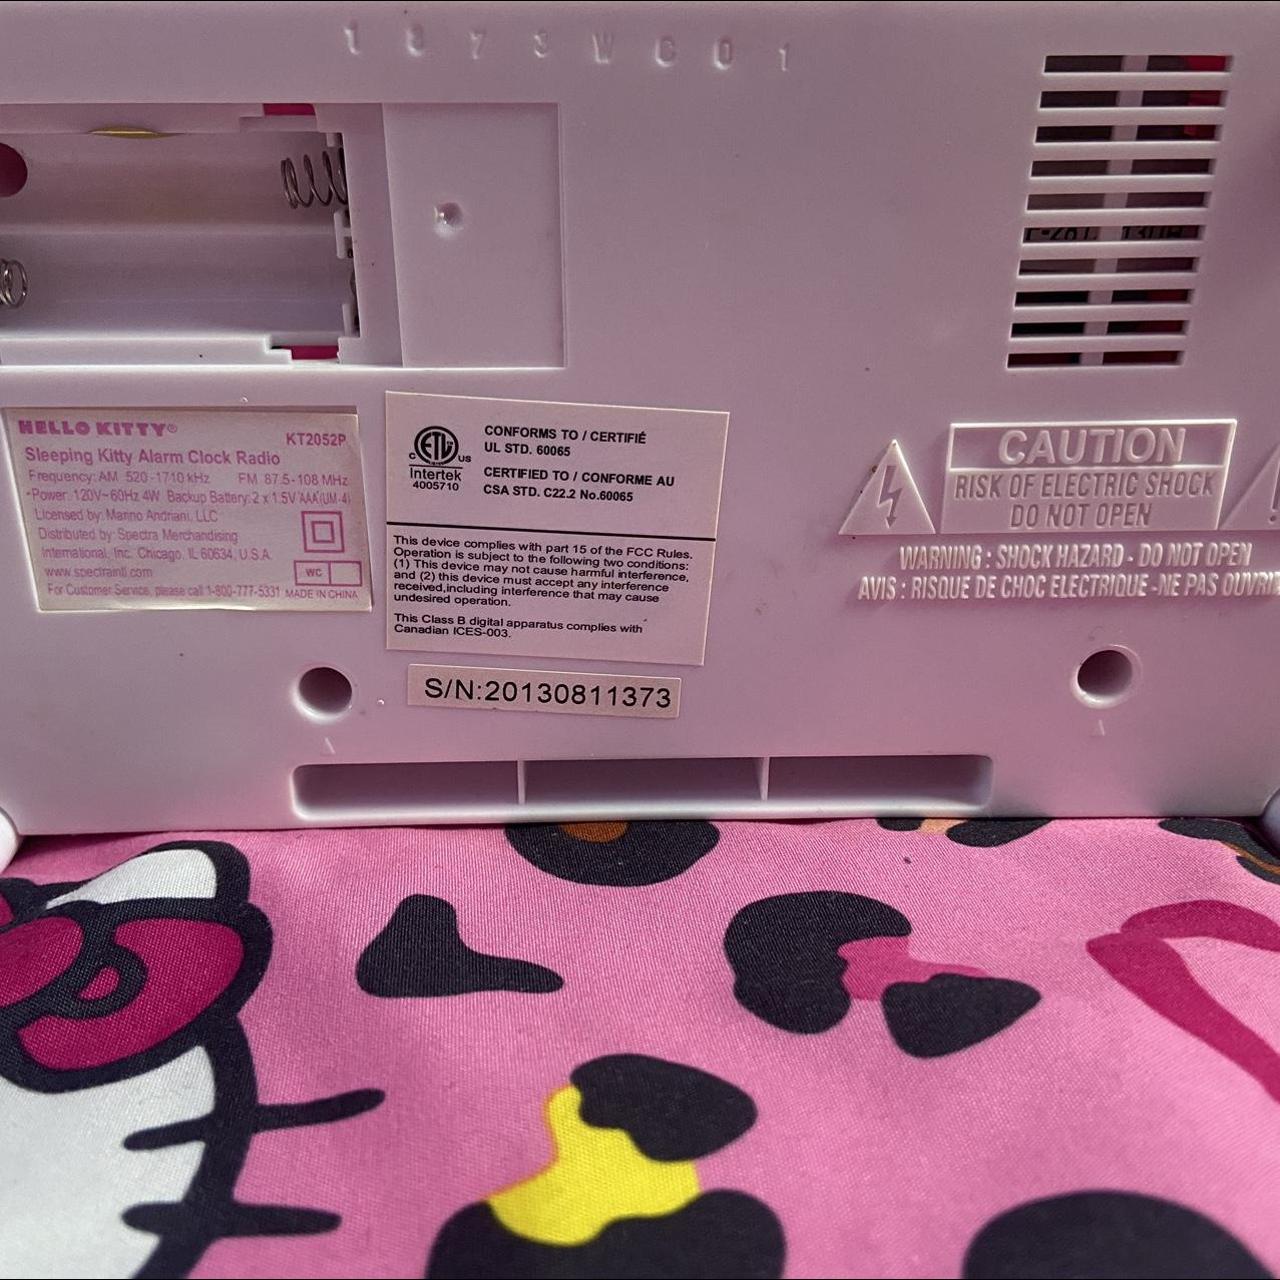 1873WC01
HELLO KITTY®
KT2052P
Sleeping Kitty Alarm Clock Radio
Frequency: AM 520-1710 kHz FM 87.5-108 MHz
Power: 120V~60Hz 4W Backup Battery: 2 x 1.5V 'AA' (UM-4)
Licensed by: Marino Andriani, LLC
Distributed by: Spectra Merchandising
International, Inc. Chicago, IL 60634, U.S.A.
www.spectraintl.com
WC
For Customer Service, please call 1-800-777-5331 MADE IN CHINA
ETL
C US
Intertek
4005710
CONFORMS TO / CERTIFIÉ
UL STD. 60065
CERTIFIED TO / CONFORME AU
CSA STD. C22.2 No.60065
This device complies with part 15 of the FCC Rules.
Operation is subject to the following two conditions:
(1) This device may not cause harmful interference,
and (2) this device must accept any interference
received,including interference that may cause
undesired operation.
This Class B digital apparatus complies with
Canadian ICES-003.
S/N:20130811373
CAUTION
RISK OF ELECTRIC SHOCK
DO NOT OPEN
WARNING : SHOCK HAZARD - DO NOT OPEN
AVIS : RISQUE DE CHOC ELECTRIQUE -NE PAS OUVRI